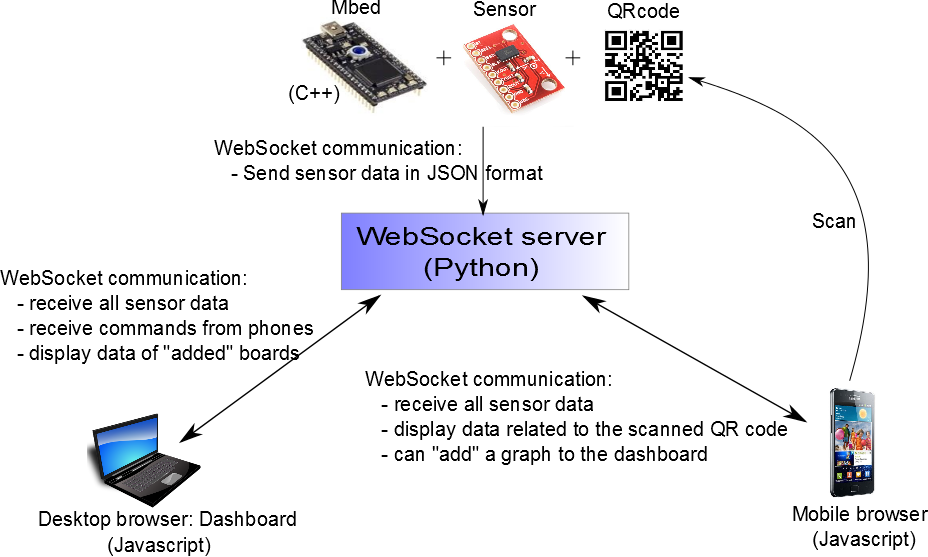 Mbed
Sensor
QRcode
+
+
(C++)
WebSocket communication:
- Send sensor data in JSON format
Scan
WebSocket server
(Python)
WebSocket communication:
- receive all sensor data
- receive commands from phones
- display data of "added" boards
WebSocket communication:
- receive all sensor data
- display data related to the scanned QR code
- can "add" a graph to the dashboard
Desktop browser: Dashboard
(Javascript)
Mobile browser
(Javascript)